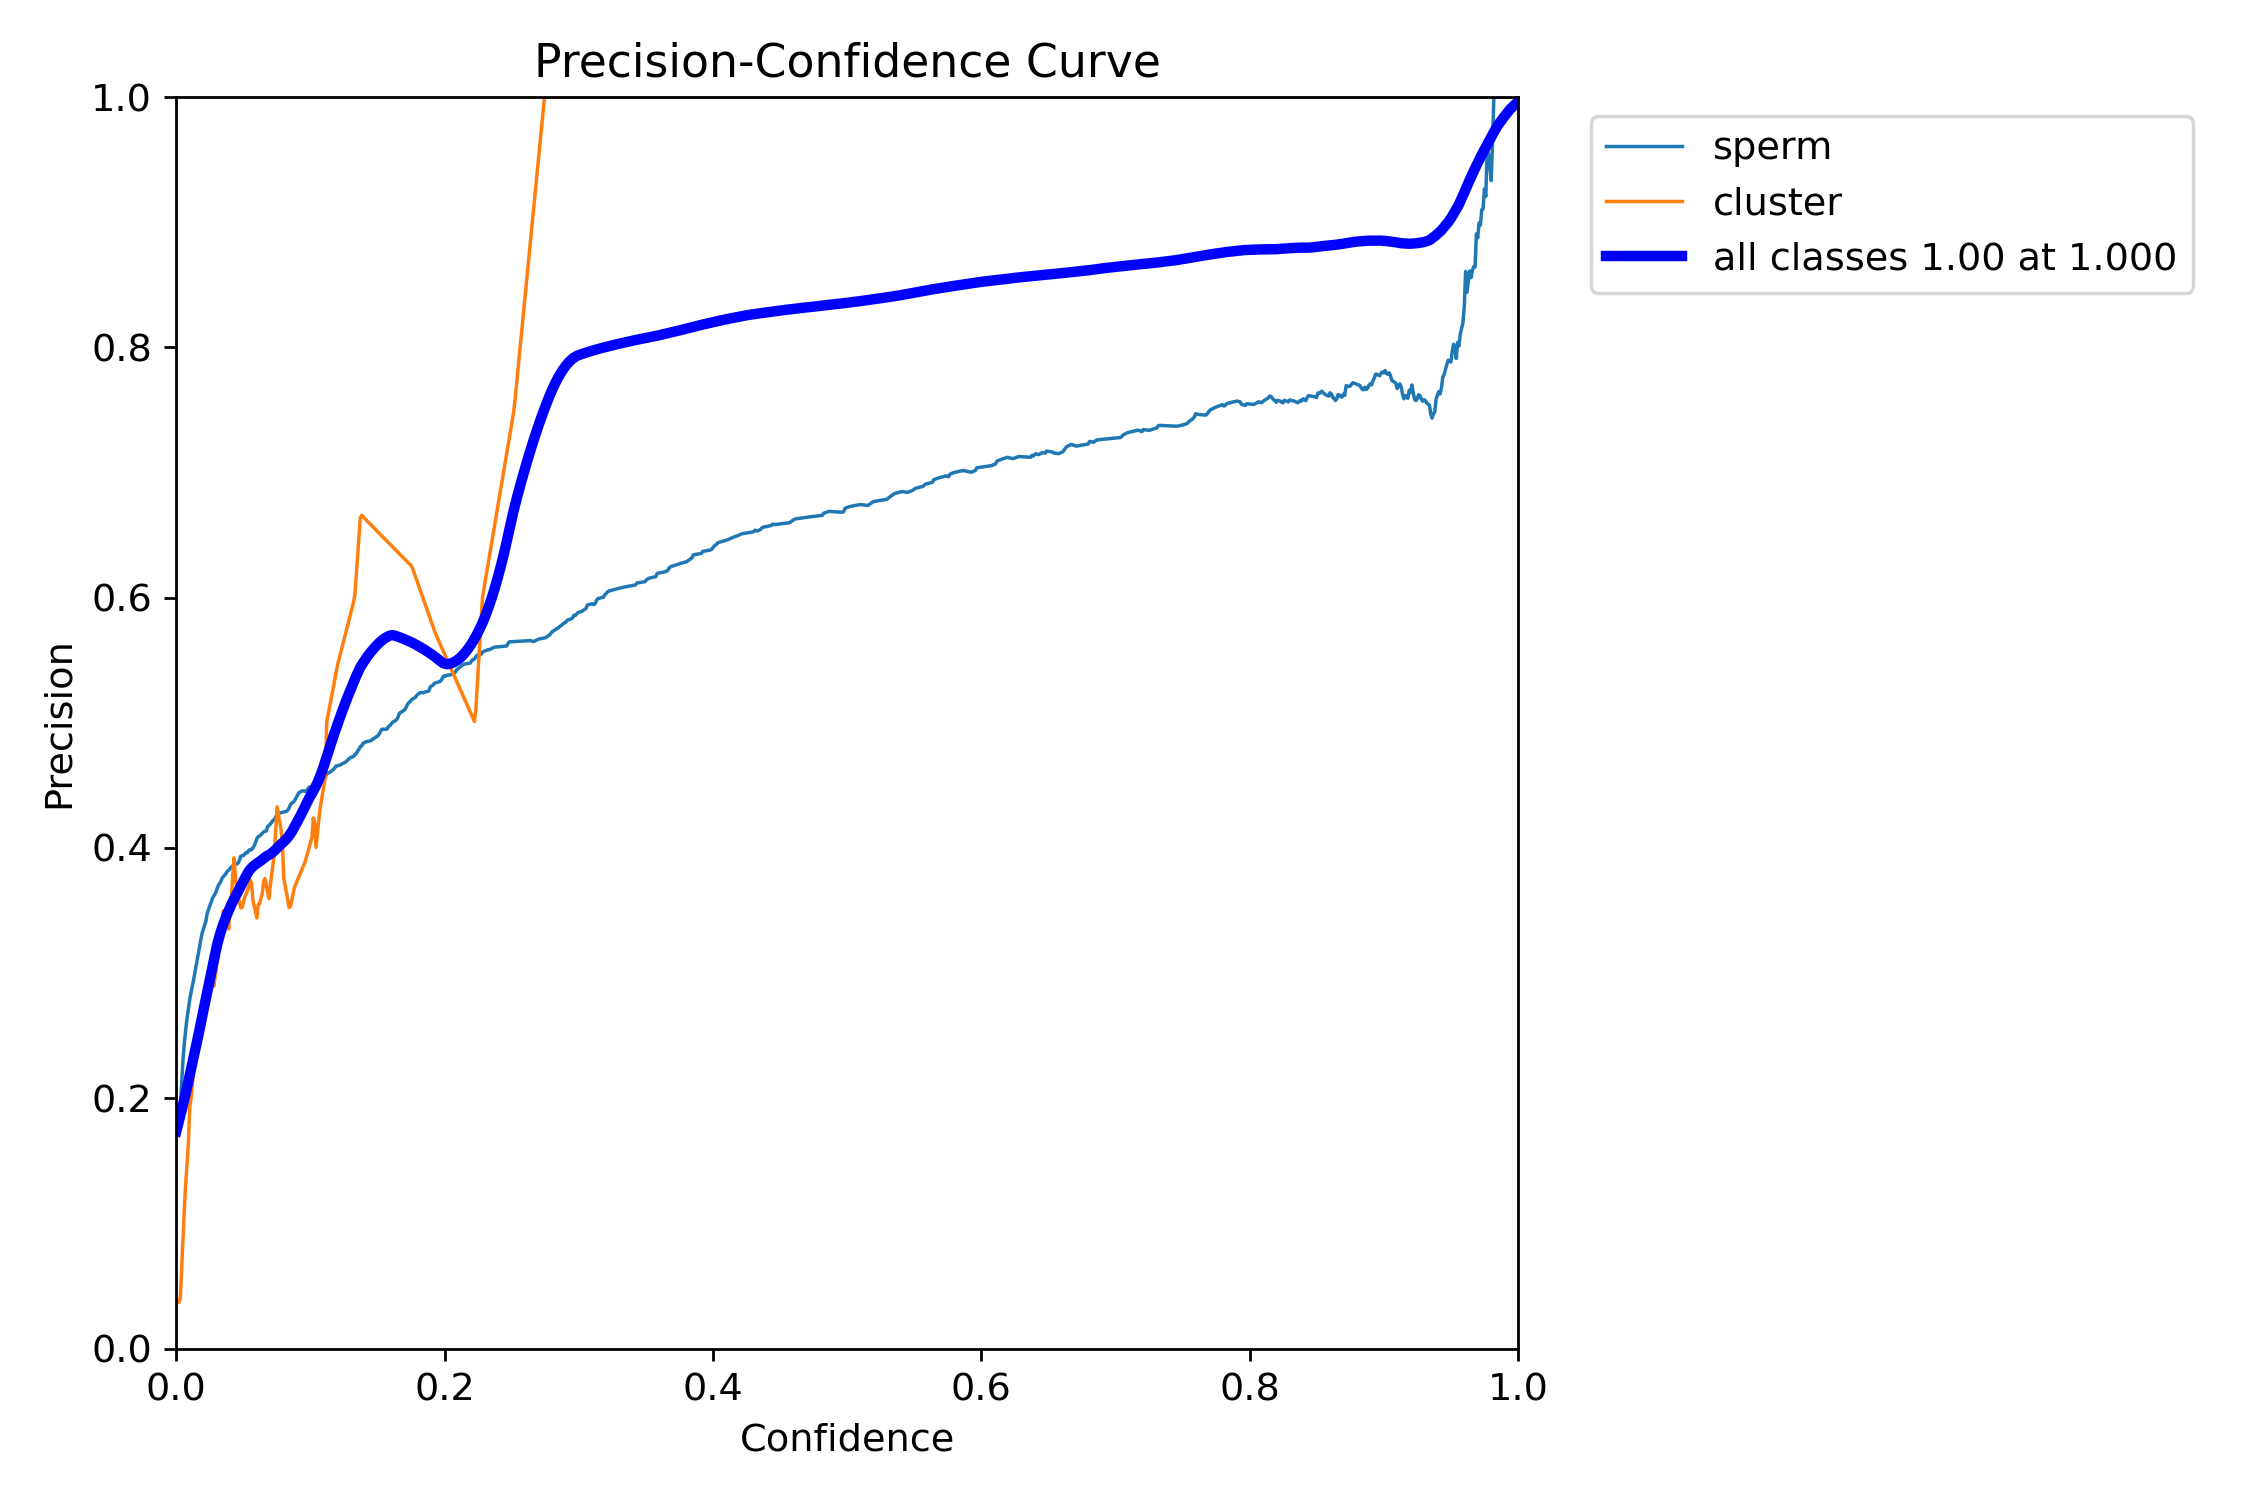 Precision-Confidence Curve
1.0
0.8
0.6
0.4
0.2
0.0
Precision
0.0 0.2 0.4 0.6 0.8 1.0
Confidence
sperm
cluster
all classes 1.00 at 1.000